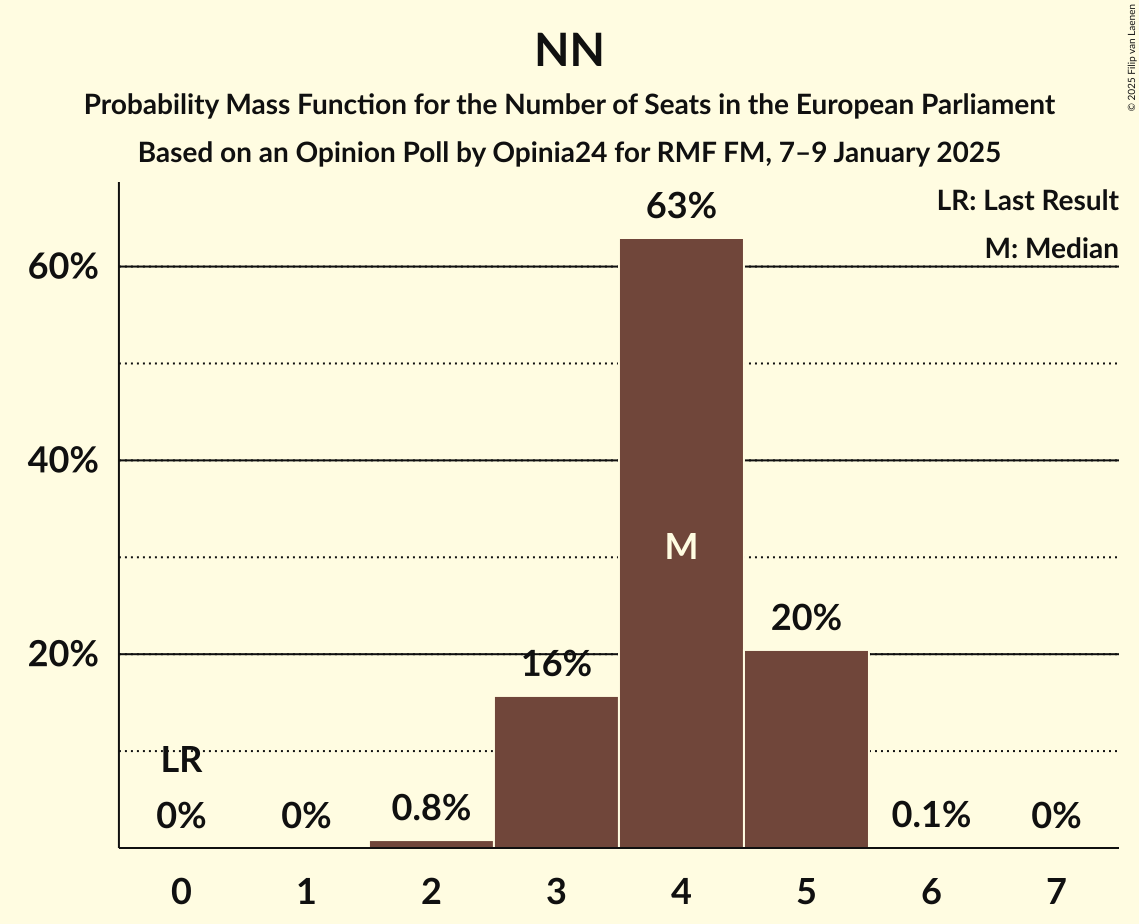 NN
Probability Mass Function for the Number of Seats in the European Parliament
Based on an Opinion Poll by Opinia24 for RMF FM, 7–9 January 2025
© 2025 Filip van Laenen
LR: Last Result
M: Median
63%
60%
40%
M
20%
20%
16%
LR
0%
0%
0.8%
0.1%
0%
0 1 2 3 4 5 6 7